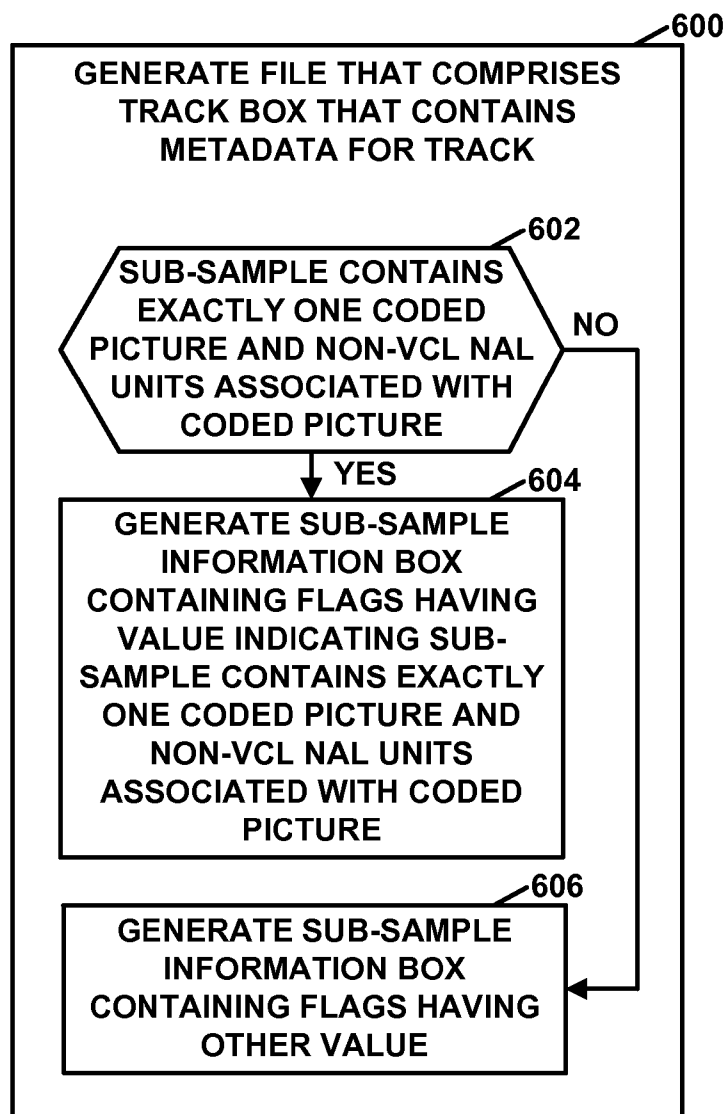 600
GENERATE FILE THAT COMPRISES
TRACK BOX THAT CONTAINS
METADATA FOR TRACK
602
SUB-SAMPLE CONTAINS
EXACTLY ONE CODED
PICTURE AND NON-VCL NAL
UNITS ASSOCIATED WITH
CODED PICTURE
NO
YES
604
GENERATE SUB-SAMPLE
INFORMATION BOX
CONTAINING FLAGS HAVING
VALUE INDICATING SUB-
SAMPLE CONTAINS EXACTLY
ONE CODED PICTURE AND
NON-VCL NAL UNITS
ASSOCIATED WITH CODED
PICTURE
606
GENERATE SUB-SAMPLE
INFORMATION BOX
CONTAINING FLAGS HAVING
OTHER VALUE